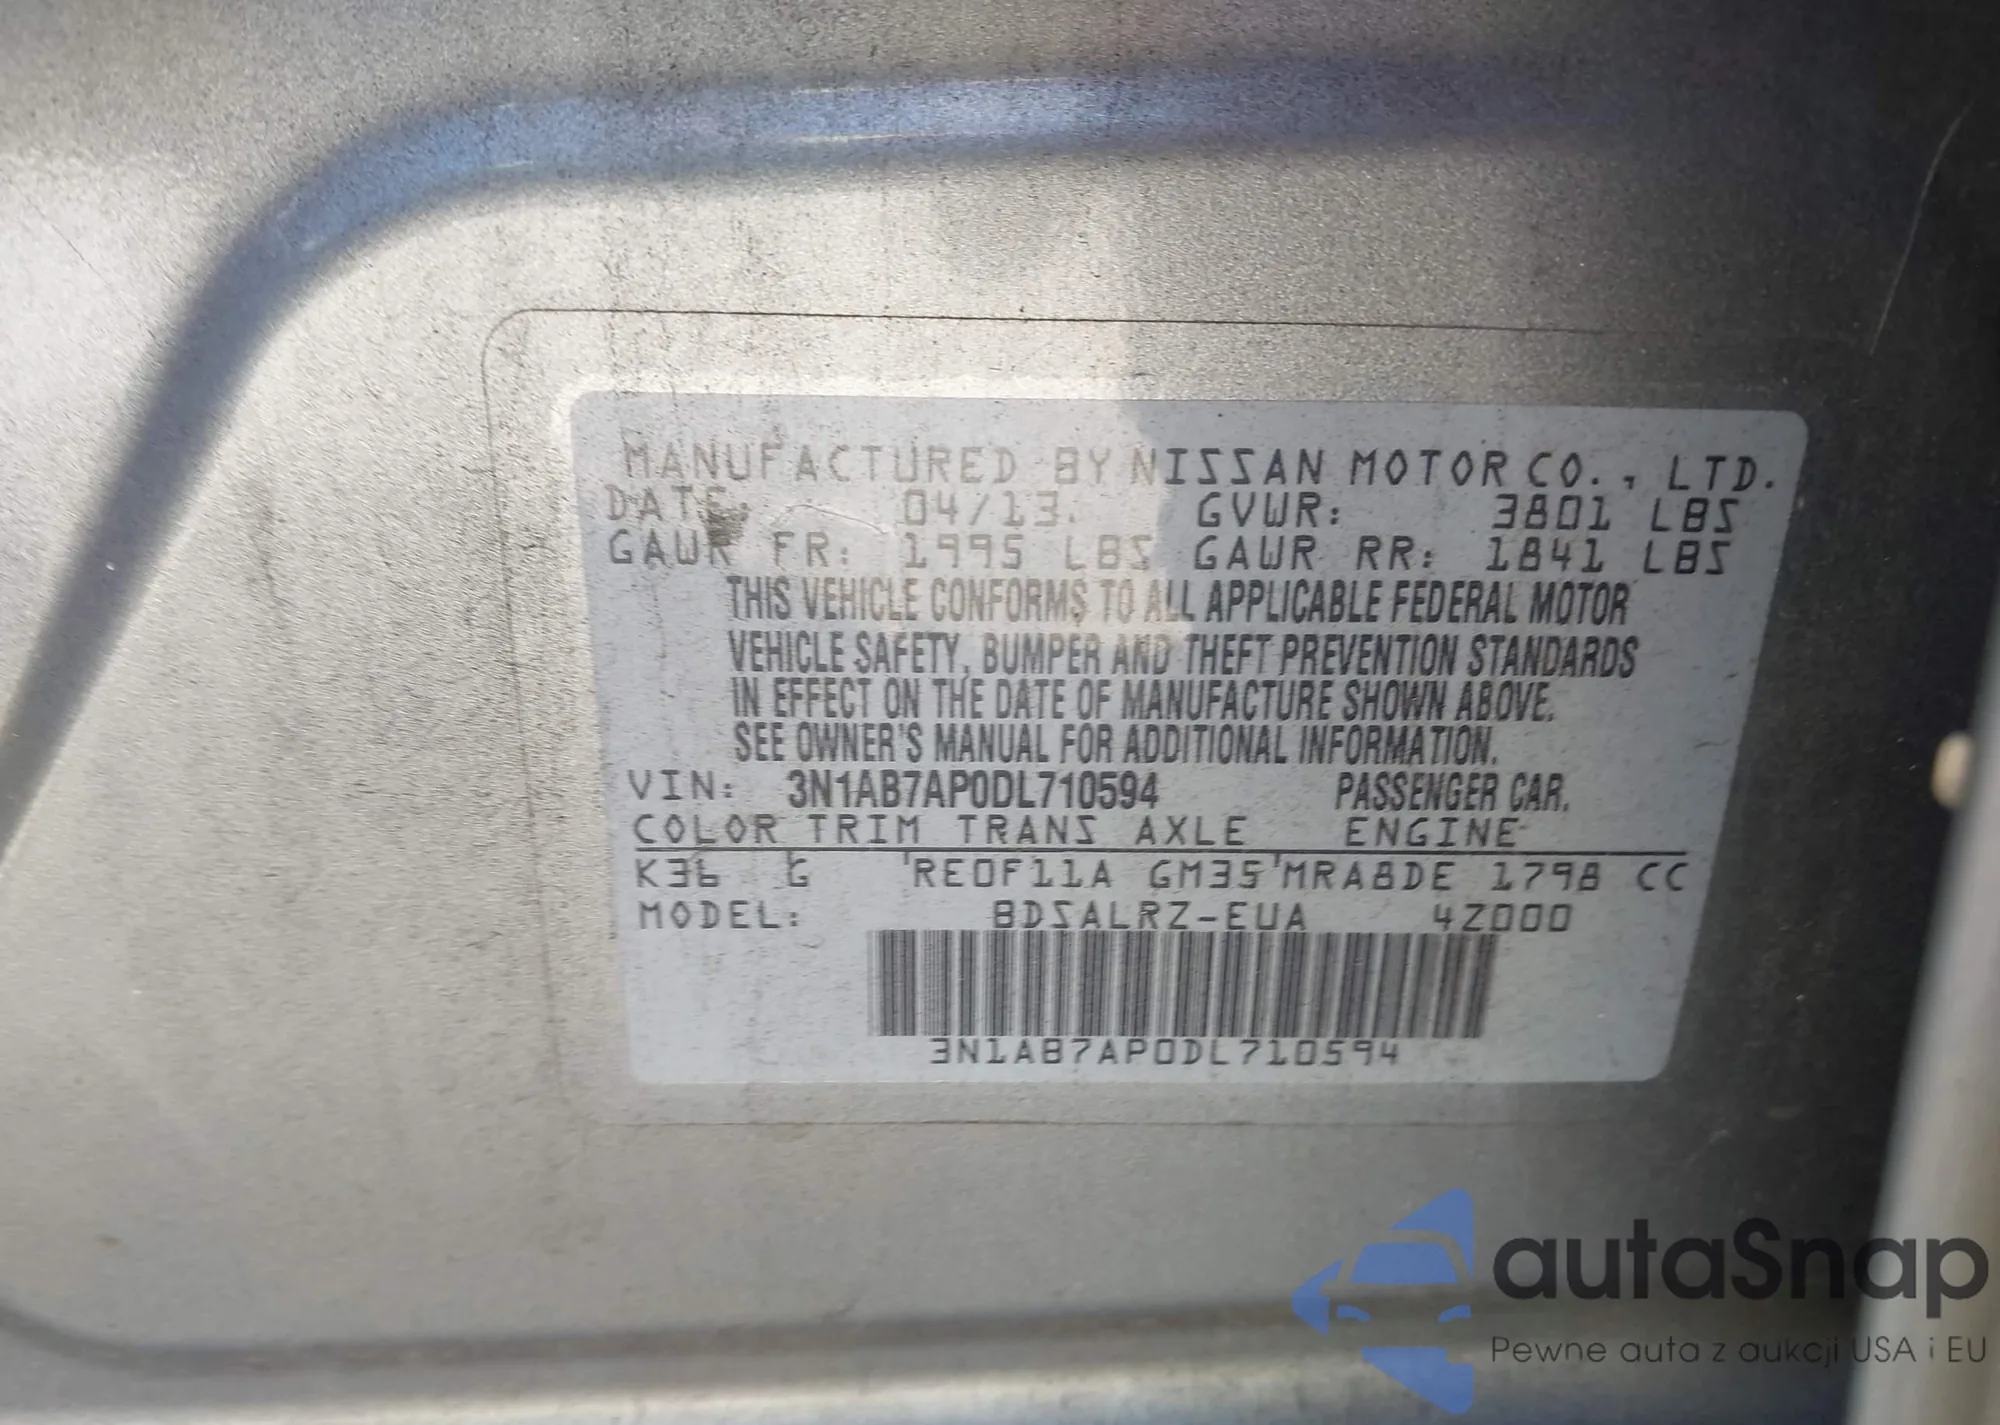 MANUFACTURED BY NISSAN MOTOR CO., LTD.
DATE: 04/13 GVWR: 3801 LBS
GAWR FR: 1995 LBS GAWR RR: 1841 LBS
THIS VEHICLE CONFORMS TO ALL APPLICABLE FEDERAL MOTOR
VEHICLE SAFETY, BUMPER AND THEFT PREVENTION STANDARDS
IN EFFECT ON THE DATE OF MANUFACTURE SHOWN ABOVE.
SEE OWNER'S MANUAL FOR ADDITIONAL INFORMATION.
VIN: 3N1AB7AP0DL710594 PASSENGER CAR.
COLOR TRIM TRANS AXLE ENGINE
K36 G 'RE0F11A GM35'MRA8DE 1798 CC
MODEL: BDSALRZ-EUA 4Z000
3N1AB7AP0DL710594
autaSnap
Pewne auta z aukcji USA i EU